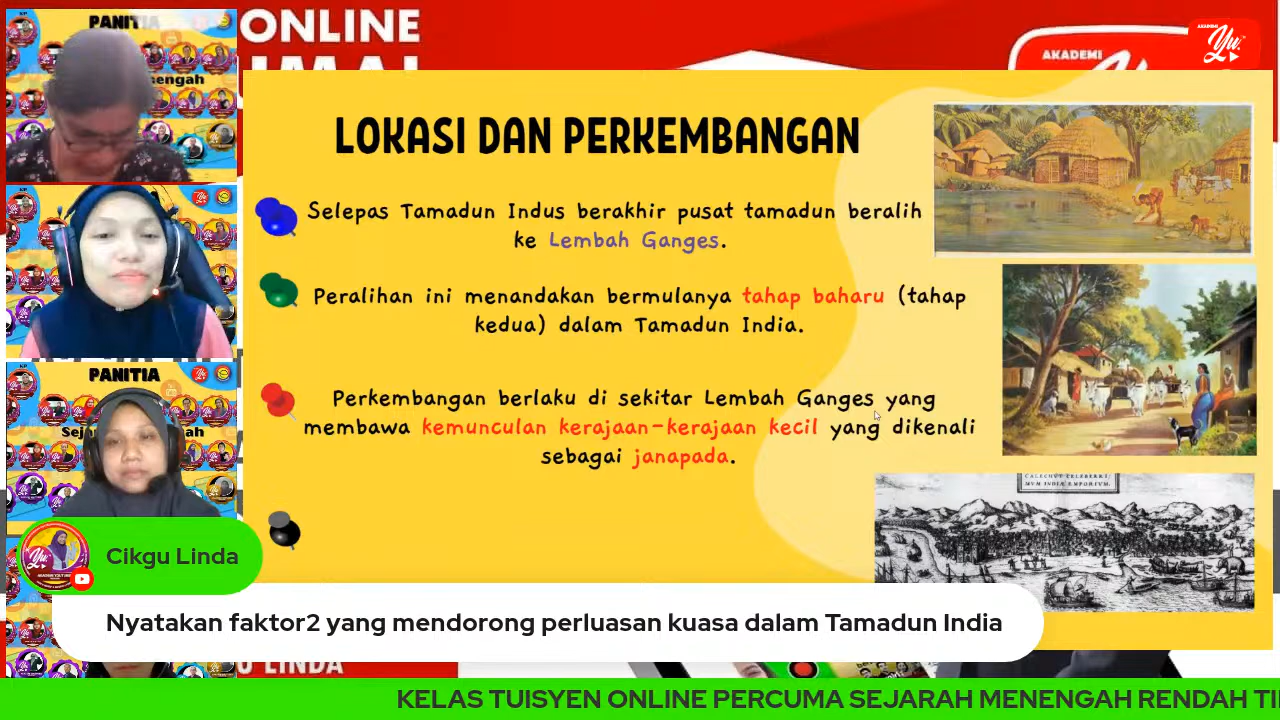 ONLINE
PANITIA
AKADEMI
AKADEMI
Yu.
LOKASI DAN PERKEMBANGAN
Selepas Tamadun Indus berakhir pusat tamadun beralih
ke Lembah Ganges.
Peralihan ini menandakan bermulanya tahap baharu (tahap
kedua) dalam Tamadun India.
Perkembangan berlaku di sekitar Lembah Ganges yang
membawa kemunculan kerajaan-kerajaan kecil yang dikenali
sebagai janapada.
PANITIA
Cikgu Linda
Nyatakan faktor2 yang mendorong perluasan kuasa dalam Tamadun India
U LINDA
KELAS TUISYEN ONLINE PERCUMA SEJARAH MENENGAH RENDAH